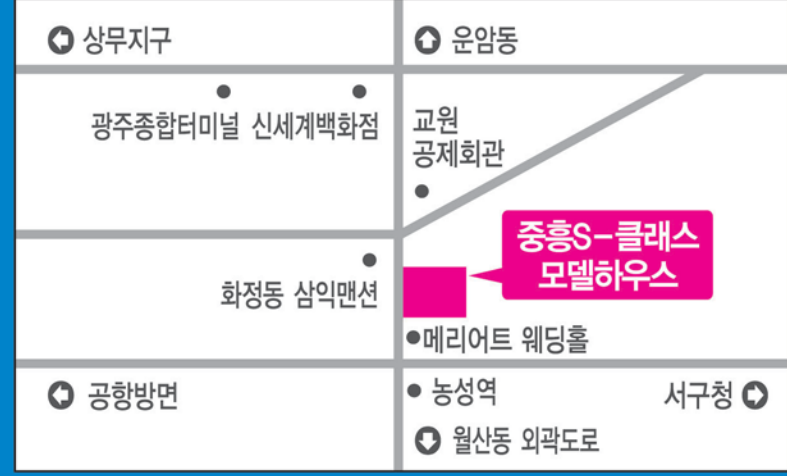 상무지구
운암동
광주종합터미널 신세계백화점
교원
공제회관
중흥S-클래스
모델하우스
화정동 삼익맨션
메리어트 웨딩홀
공항방면
농성역
서구청
월산동 외곽도로